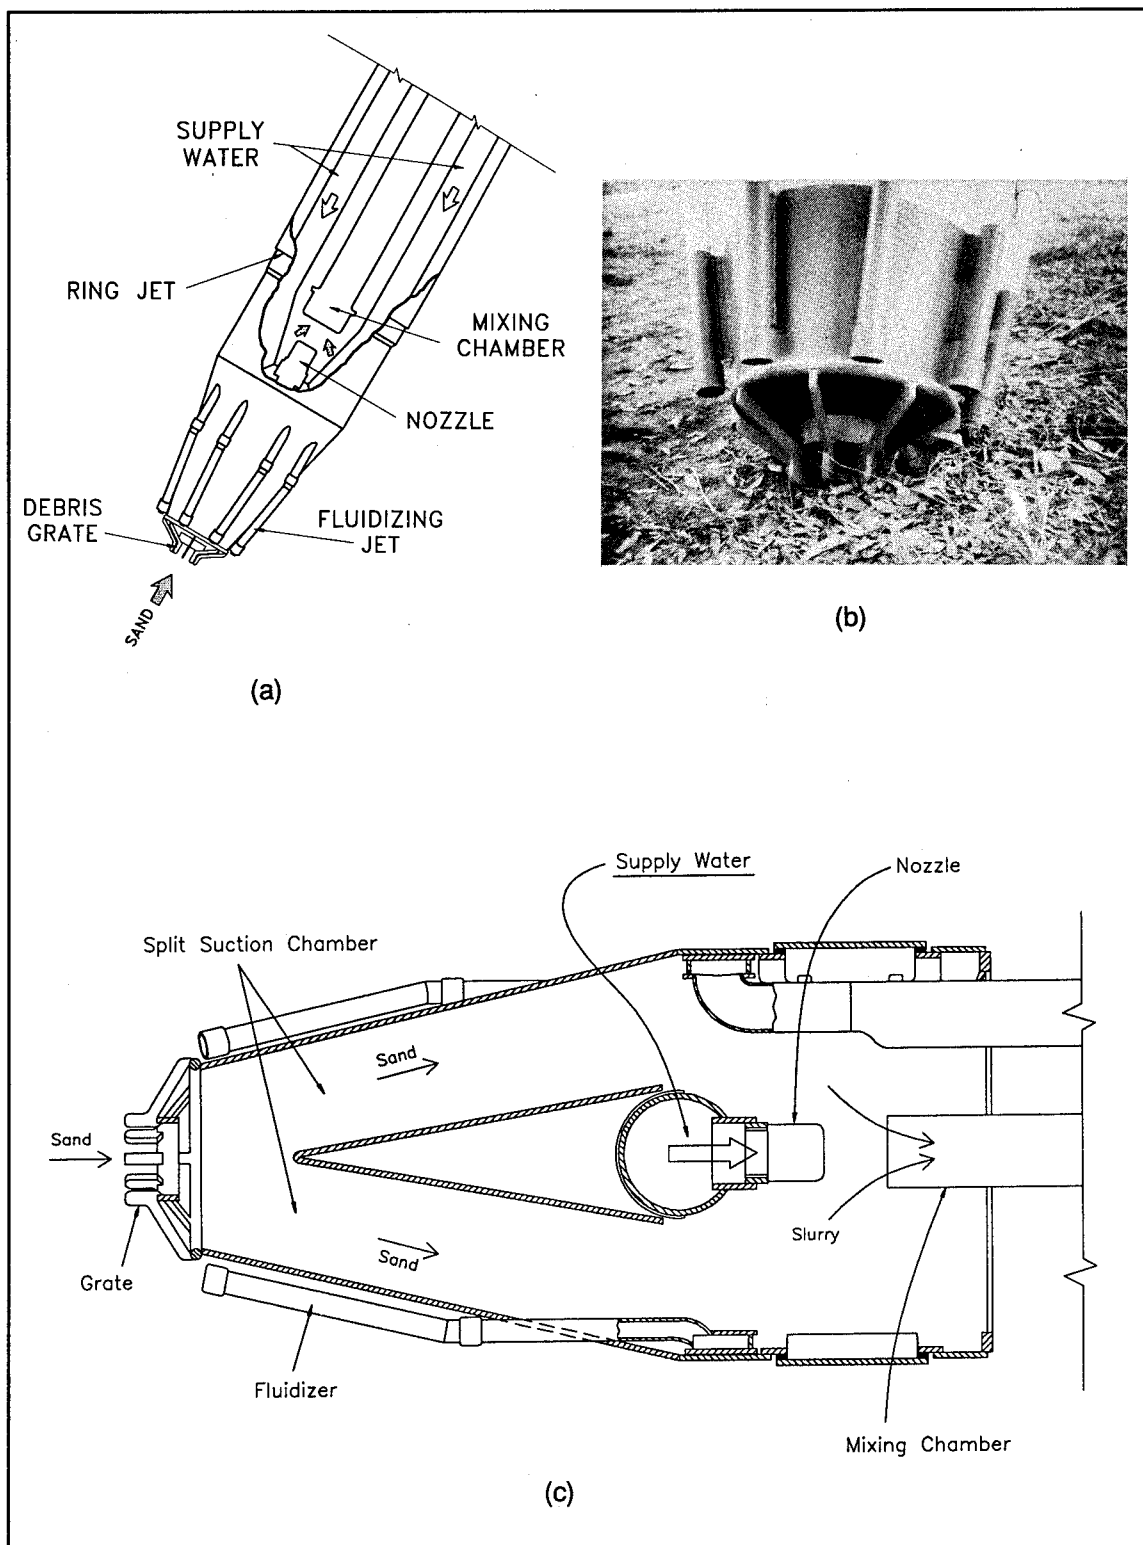 SUPPLY
WATER
RING JET
MIXING
CHAMBER
NOZZLE
DEBRIS
GRATE
FLUIDIZING
JET
SAND
(a)
(b)
Supply Water
Nozzle
Split Suction Chamber
Sand
Sand
Slurry
Sand
Grate
Fluidizer
Mixing Chamber
(c)